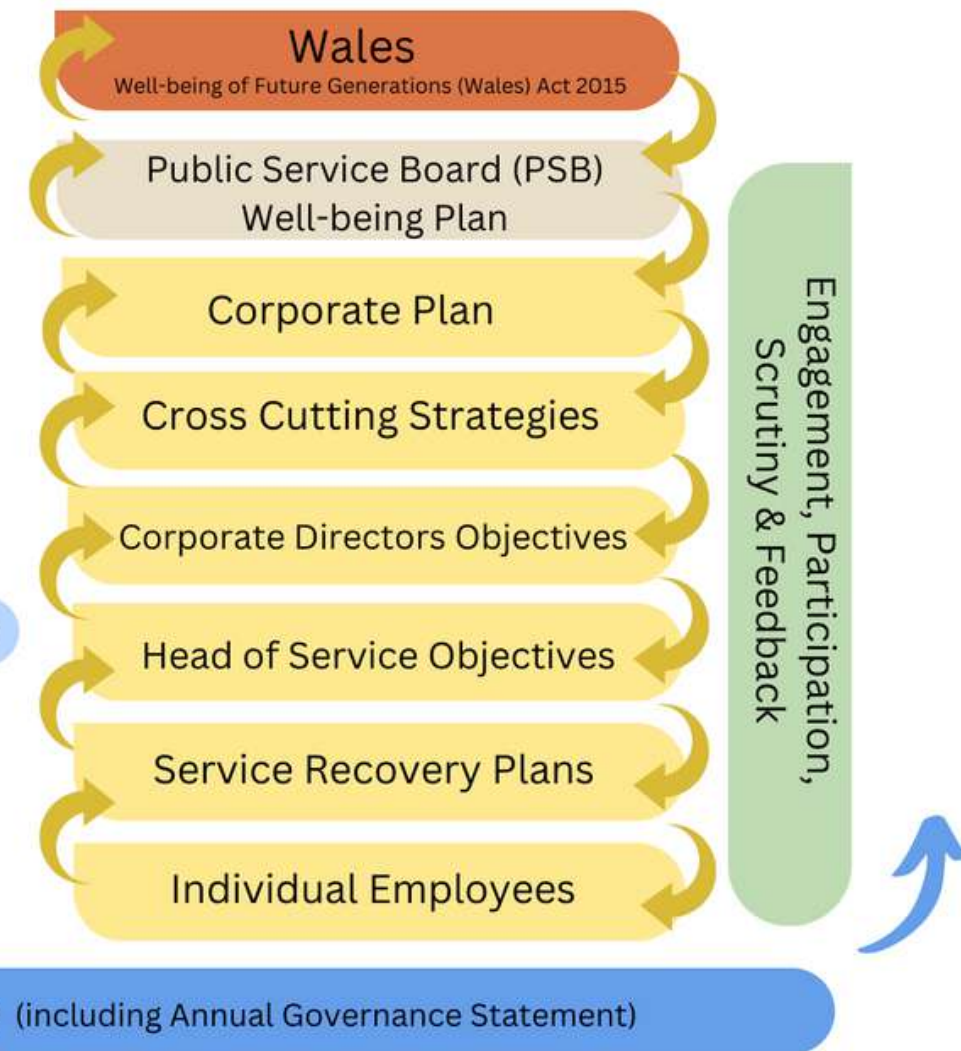 Wales
Well-being of Future Generations (Wales) Act 2015
Public Service Board (PSB)
Well-being Plan
Corporate Plan
Cross Cutting Strategies
Corporate Directors Objectives
Head of Service Objectives
Service Recovery Plans
Individual Employees
Engagement, Participation,
Scrutiny & Feedback
(including Annual Governance Statement)